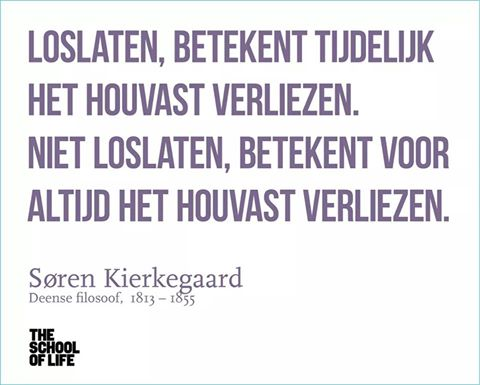 LOSLATEN, BETEKENT TIJDELIJK
HET HOUVAST VERLIEZEN.
NIET LOSLATEN, BETEKENT VOOR
ALTIJD HET HOUVAST VERLIEZEN.
Søren Kierkegaard
Deense filosoof, 1813 – 1855
THE
SCHOOL
OF LIFE